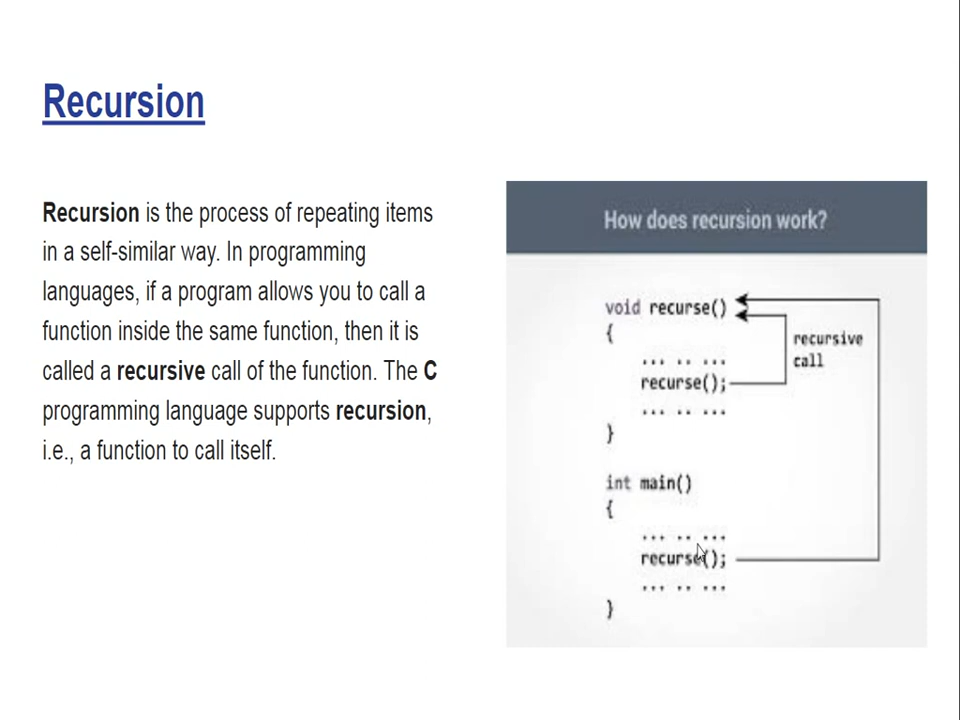 Recursion
Recursion is the process of repeating items
in a self-similar way. In programming
languages, if a program allows you to call a
function inside the same function, then it is
called a recursive call of the function. The C
programming language supports recursion,
i.e., a function to call itself.
How does recursion work?
void recurse()
{
... .. ...
recurse();
... .. ...
}
recursive
call
int main()
{
... .. ...
recurse();
... .. ...
}